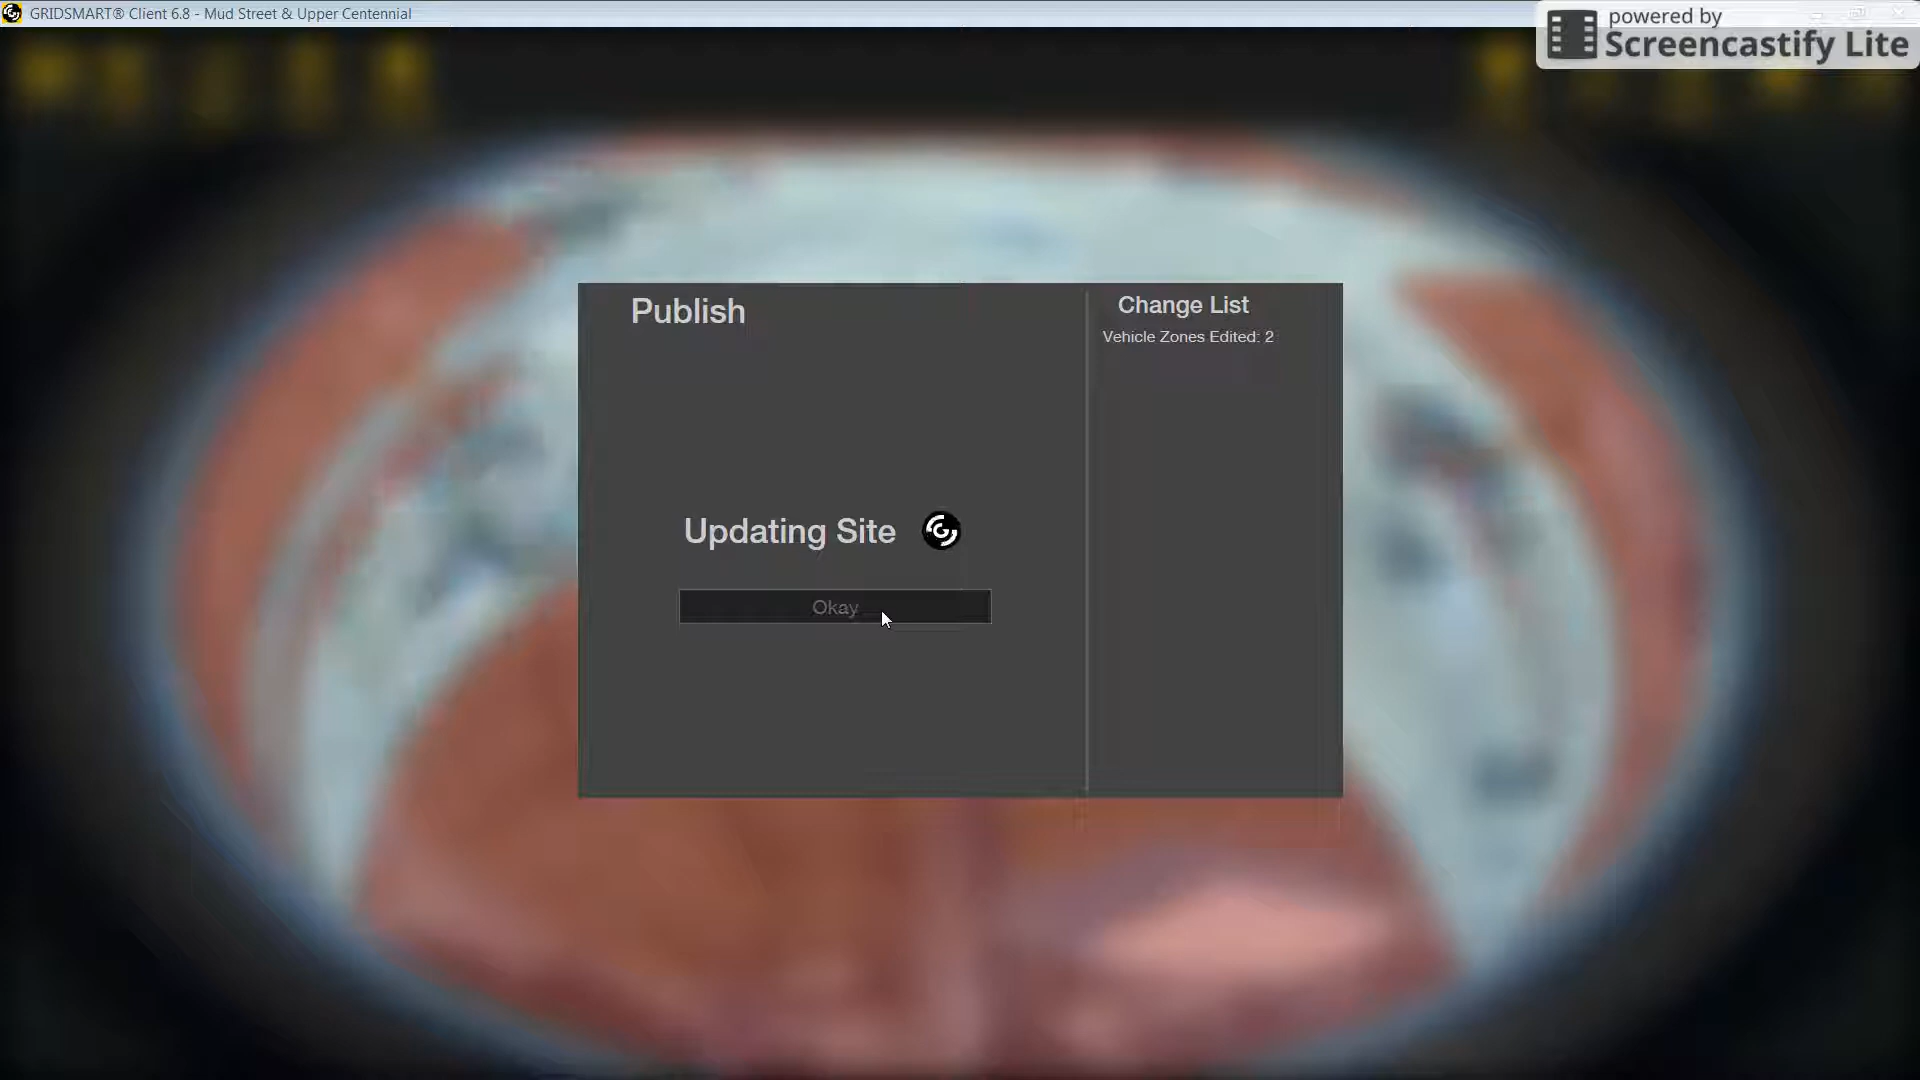 GRIDSMART® Client 6.8 - Mud Street & Upper Centennial
powered by
Screencastify Lite
Publish
Change List
Vehicle Zones Edited: 2
Updating Site
Okay